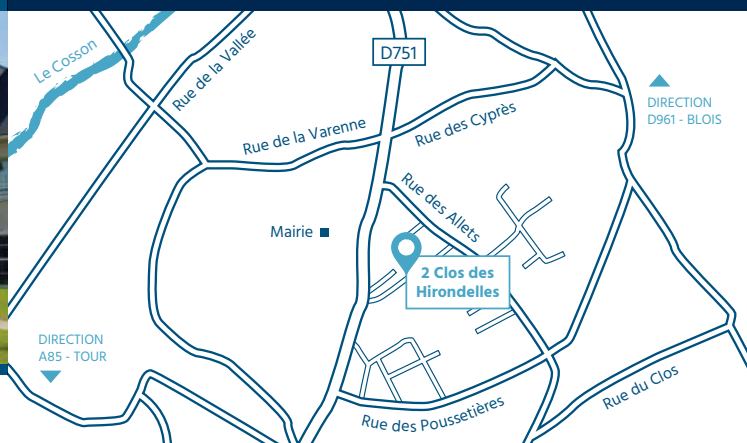 Le Cosson
Rue de la Vallée
D751
DIRECTION
D961 - BLOIS
Rue de la Varenne
Rue des Cyprès
Rue des Allets
Mairie
2 Clos des
Hirondelles
DIRECTION
A85 - TOUR
Rue du Clos
Rue des Poussetières